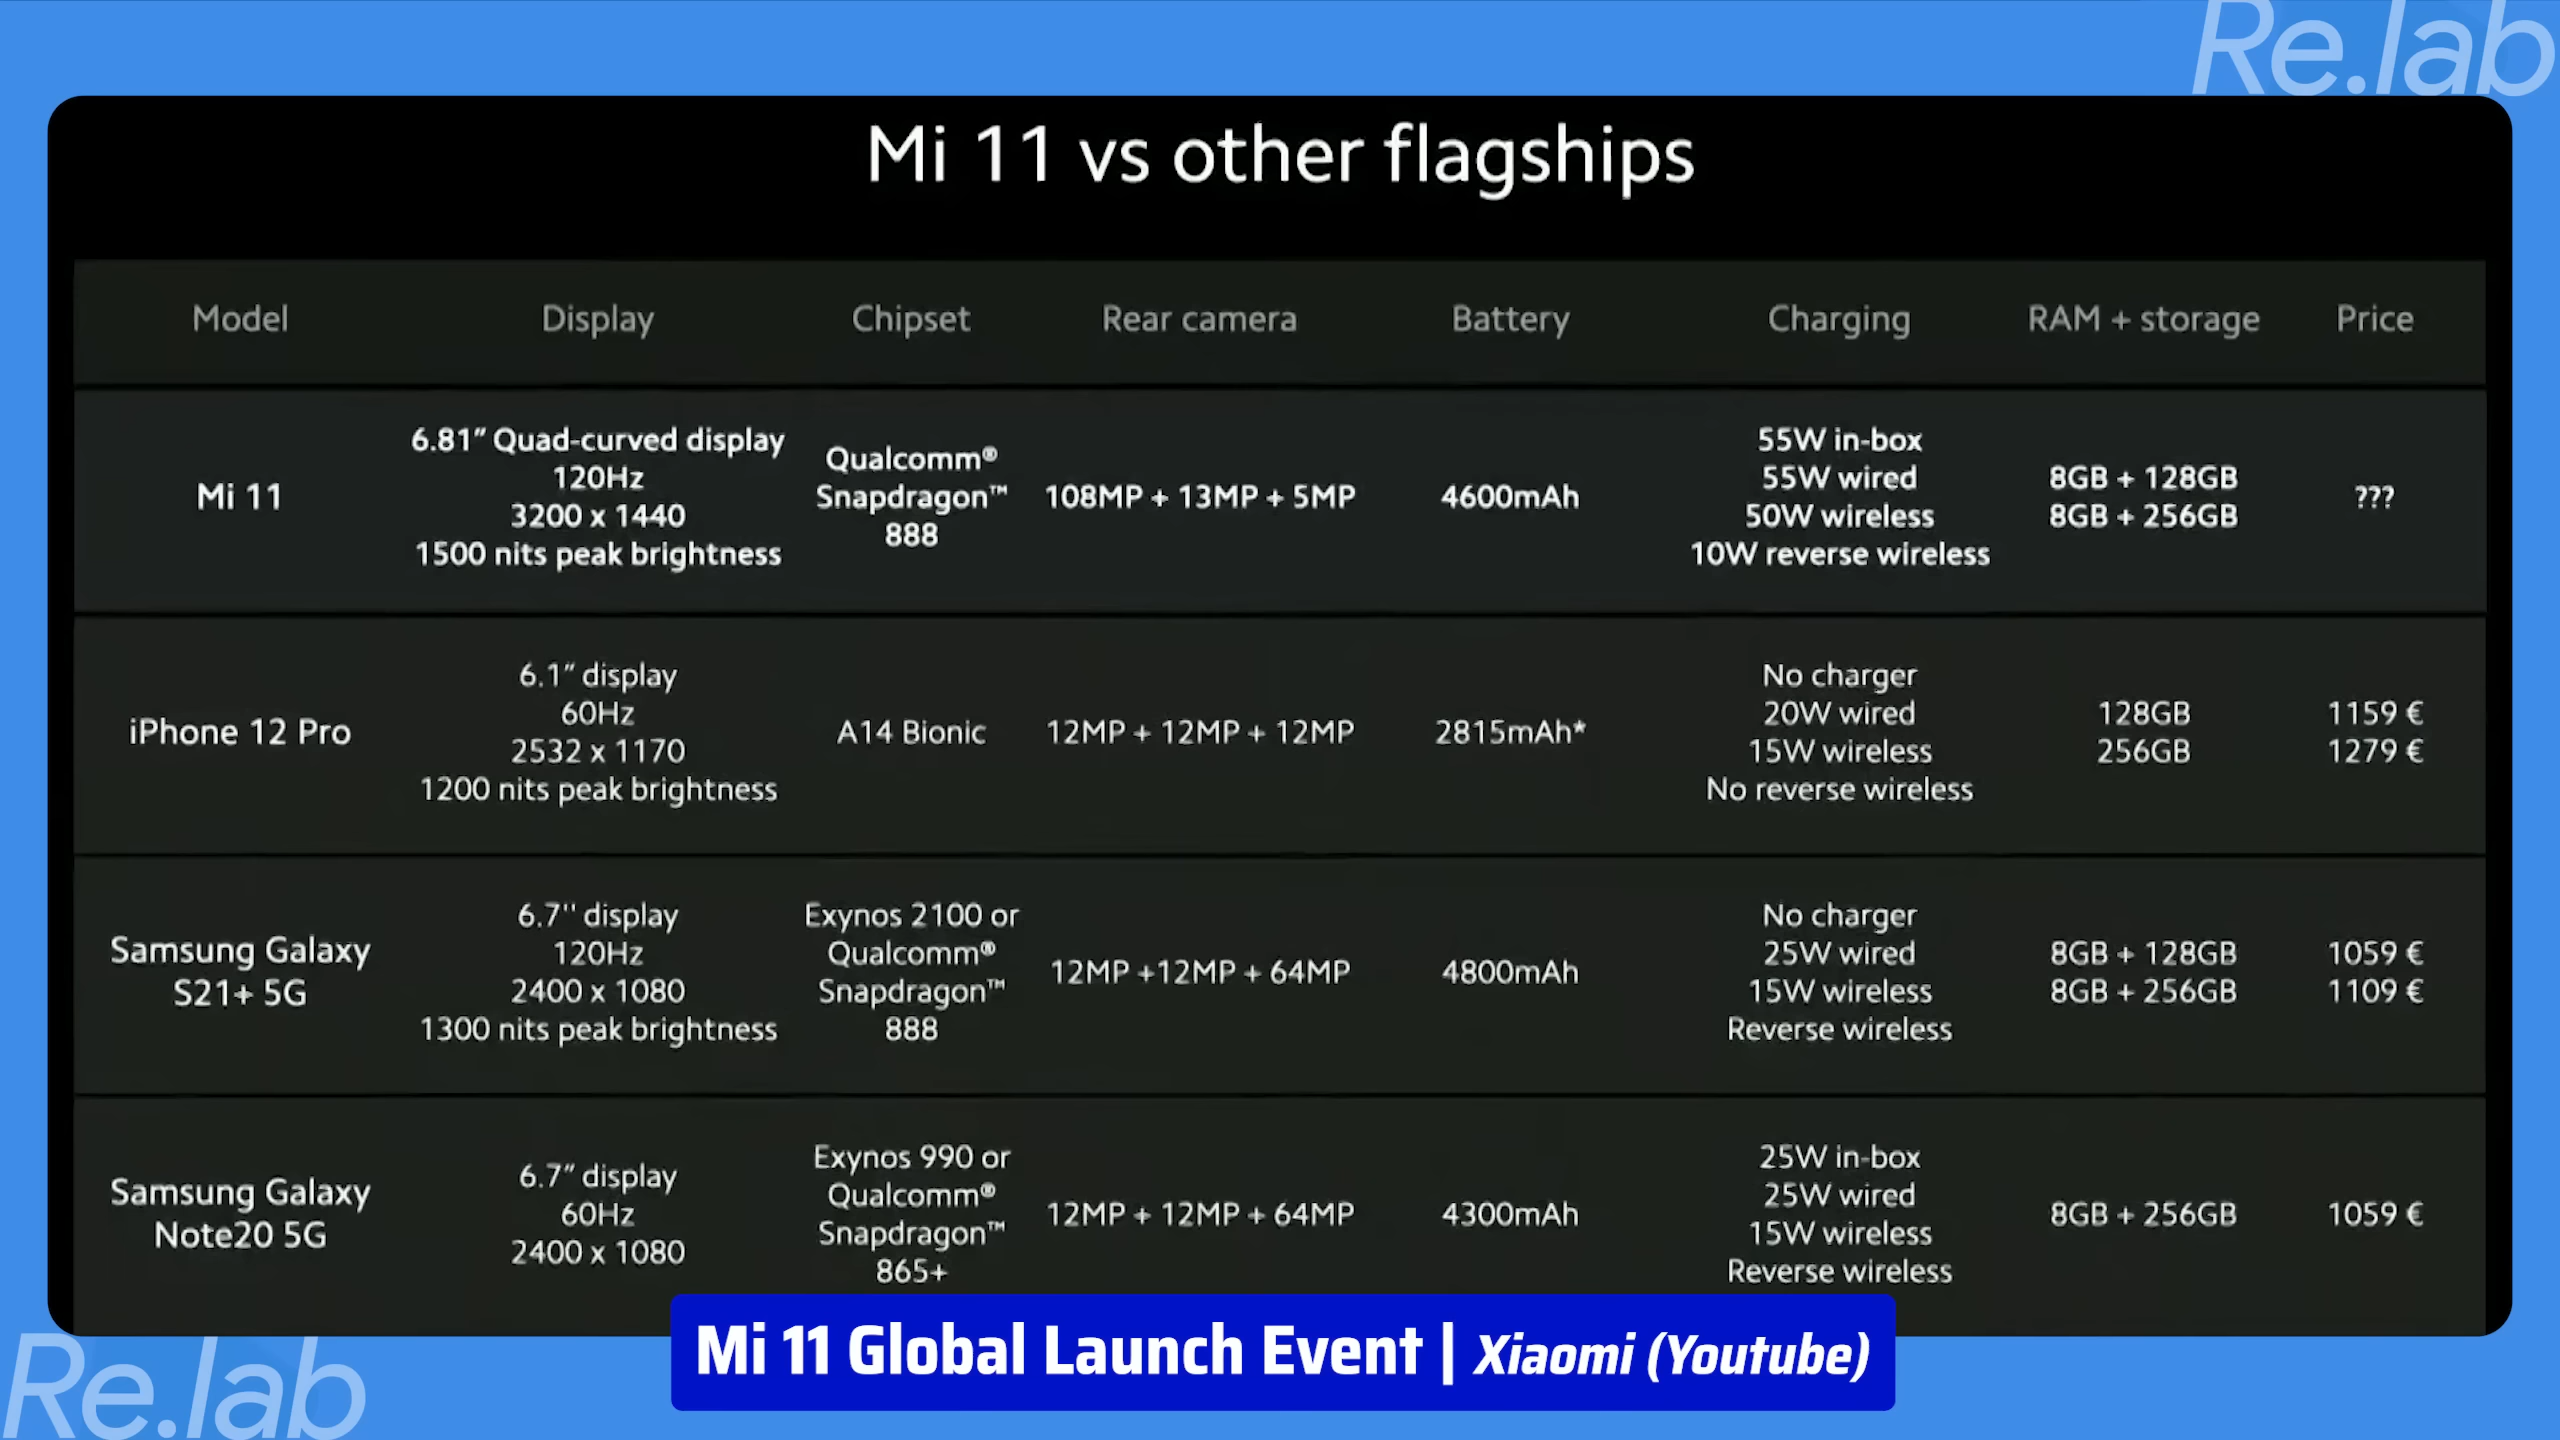 Re.lab
Mi 11 vs other flagships
Model Display Chipset Rear camera Battery Charging RAM + storage Price
Mi 11
6.81″ Quad-curved display
120Hz
3200 x 1440
1500 nits peak brightness
Qualcomm®
Snapdragon™
888
108MP + 13MP + 5MP
4600mAh
55W in-box
55W wired
50W wireless
10W reverse wireless
8GB + 128GB
8GB + 256GB
???
iPhone 12 Pro
6.1″ display
60Hz
2532 x 1170
1200 nits peak brightness
A14 Bionic
12MP + 12MP + 12MP
2815mAh*
No charger
20W wired
15W wireless
No reverse wireless
128GB
256GB
1159 €
1279 €
Samsung Galaxy
S21+ 5G
6.7'' display
120Hz
2400 x 1080
1300 nits peak brightness
Exynos 2100 or
Qualcomm®
Snapdragon™
888
12MP +12MP + 64MP
4800mAh
No charger
25W wired
15W wireless
Reverse wireless
8GB + 128GB
8GB + 256GB
1059 €
1109 €
Samsung Galaxy
Note20 5G
6.7″ display
60Hz
2400 x 1080
Exynos 990 or
Qualcomm®
Snapdragon™
865+
12MP + 12MP + 64MP
4300mAh
25W in-box
25W wired
15W wireless
Reverse wireless
8GB + 256GB
1059 €
Mi 11 Global Launch Event | Xiaomi (Youtube)
Re.lab